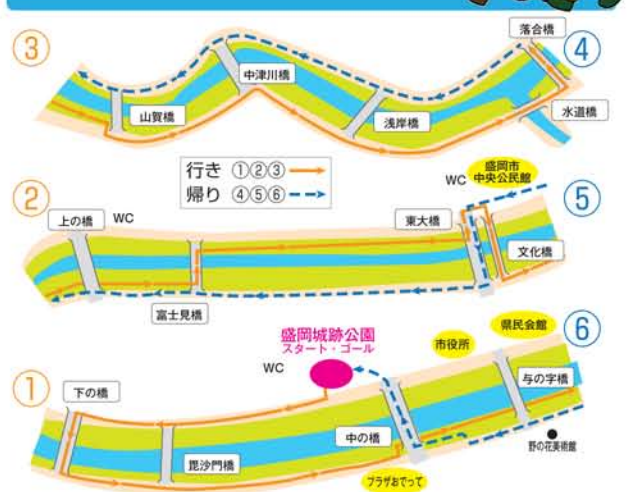 ③
落合橋
④
中津川橋
山賀橋
浅岸橋
水道橋
行き ①②③
帰り ④⑤⑥
盛岡市
中央公民館
WC
②
上の橋
WC
東大橋
⑤
文化橋
富士見橋
盛岡城跡公園
スタート・ゴール
WC
県民会館
市役所
⑥
①
下の橋
与の字橋
中の橋
毘沙門橋
野の花美術館
プラザおでって